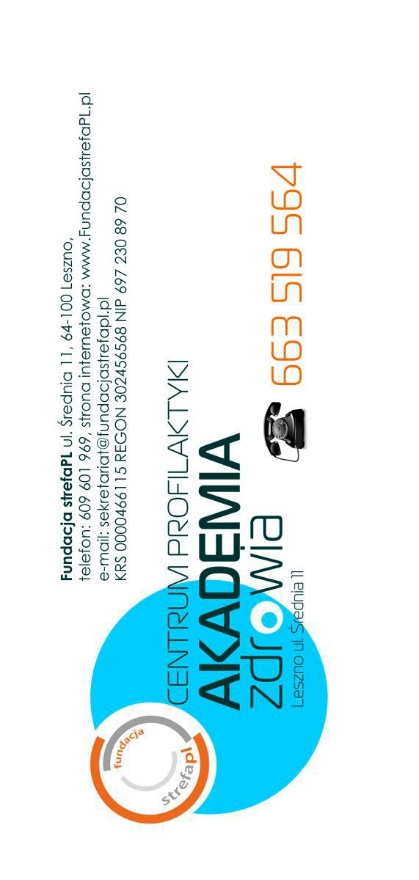 Fundacja strefaPL ul. Średnia 11, 64-100 Leszno,
telefon: 609 601 969, strona internetowa: www.FundacjastrefaPL.pl
e-mail: sekretariat@fundacjastrefapl.pl
KRS 0000466115 REGON 302456568 NIP 697 230 89 70
CENTRUM PROFILAKTYKI
AKADEMIA
zdrowia
Leszno ul. Średnia 11
663 519 564
fundacja
strefapl